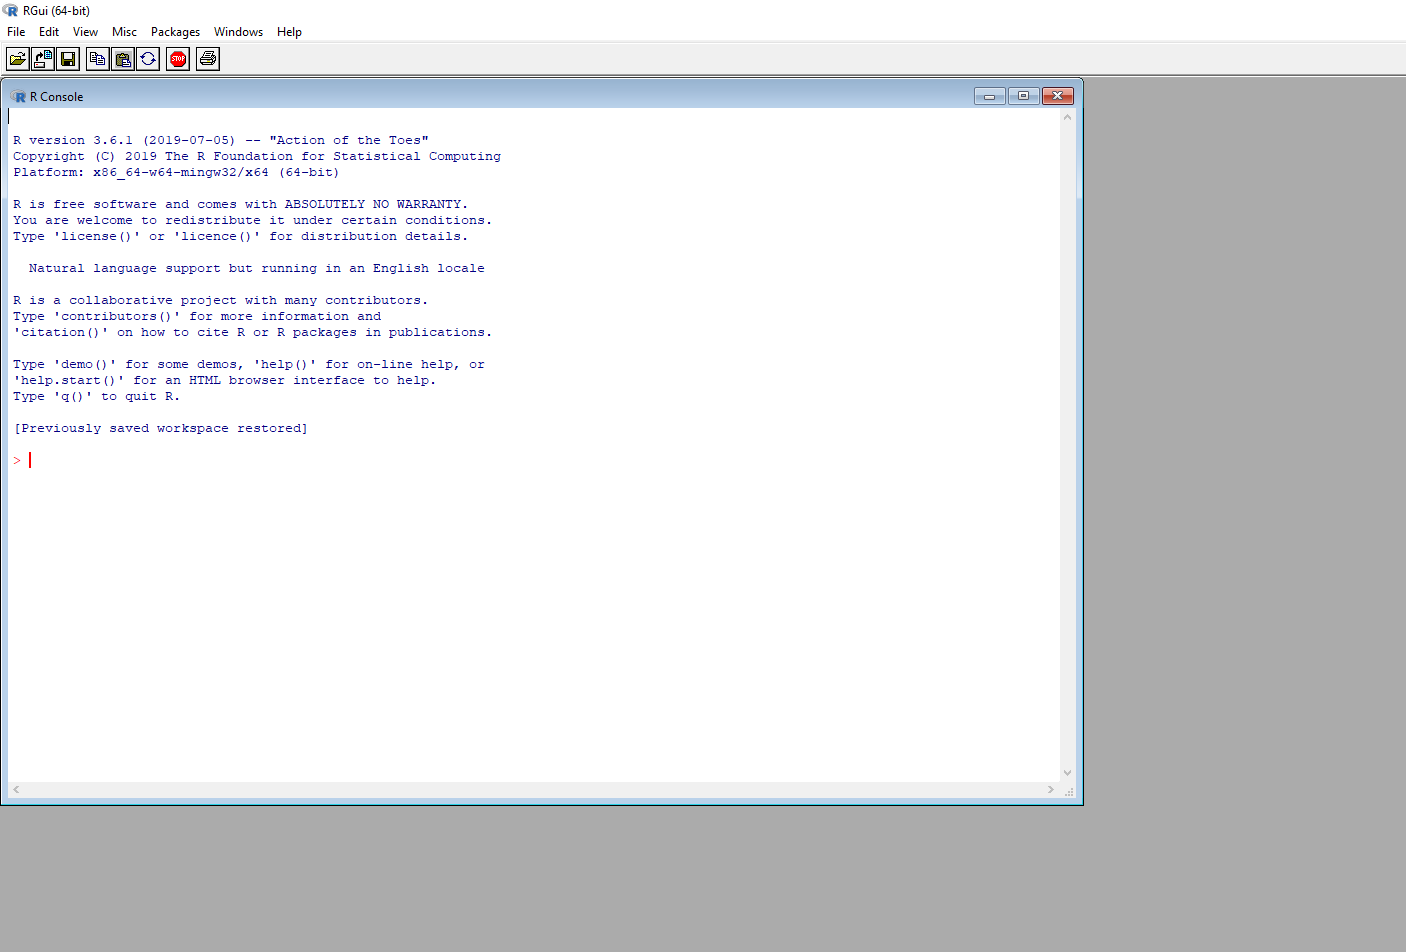 RGui (64-bit)
File Edit View Misc Packages Windows Help
STOP
R Console
R version 3.6.1 (2019-07-05) -- "Action of the Toes"
Copyright (C) 2019 The R Foundation for Statistical Computing
Platform: x86_64-w64-mingw32/x64 (64-bit)
R is free software and comes with ABSOLUTELY NO WARRANTY.
You are welcome to redistribute it under certain conditions.
Type 'license()' or 'licence()' for distribution details.
Natural language support but running in an English locale
R is a collaborative project with many contributors.
Type 'contributors()' for more information and
'citation()' on how to cite R or R packages in publications.
Type 'demo()' for some demos, 'help()' for on-line help, or
'help.start()' for an HTML browser interface to help.
Type 'q()' to quit R.
[Previously saved workspace restored]
>